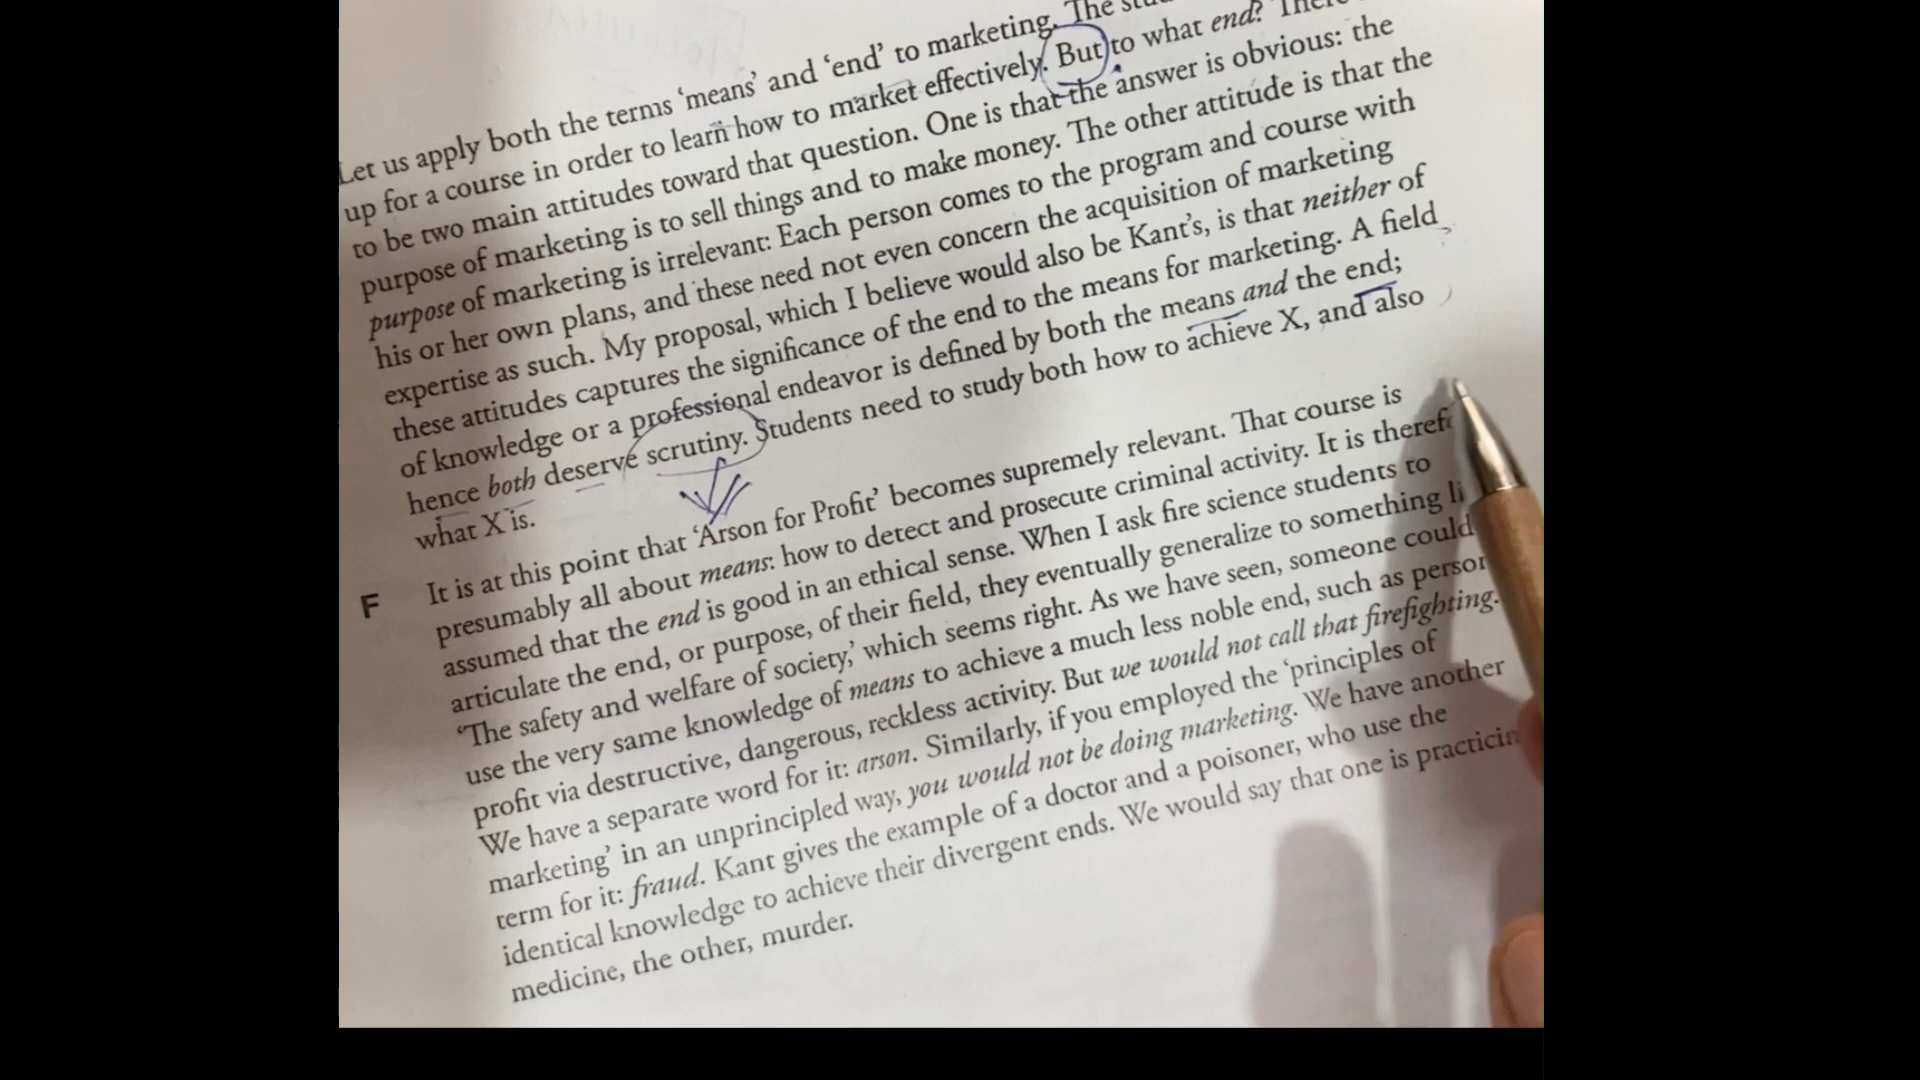 Let us apply both the terms ‘means’ and ‘end’ to marketing. The
up for a course in order to learn how to market effectively. But to what end? There
to be two main attitudes toward that question. One is that the answer is obvious: the
purpose of marketing is to sell things and to make money. The other attitude is that the
purpose of marketing is irrelevant: Each person comes to the program and course with
his or her own plans, and these need not even concern the acquisition of marketing
expertise as such. My proposal, which I believe would also be Kant’s, is that neither of
these attitudes captures the significance of the end to the means for marketing. A field
of knowledge or a professional endeavor is defined by both the means and the end;
hence both deserve scrutiny. Students need to study both how to achieve X, and also
what X is.
F It is at this point that ‘Arson for Profit’ becomes supremely relevant. That course is
presumably all about means: how to detect and prosecute criminal activity. It is theref
assumed that the end is good in an ethical sense. When I ask fire science students to
articulate the end, or purpose, of their field, they eventually generalize to something li
‘The safety and welfare of society,’ which seems right. As we have seen, someone could
use the very same knowledge of means to achieve a much less noble end, such as person
profit via destructive, dangerous, reckless activity. But we would not call that firefighting.
We have a separate word for it: arson. Similarly, if you employed the ‘principles of
marketing’ in an unprincipled way, you would not be doing marketing. We have another
term for it: fraud. Kant gives the example of a doctor and a poisoner, who use the
identical knowledge to achieve their divergent ends. We would say that one is practicin
medicine, the other, murder.